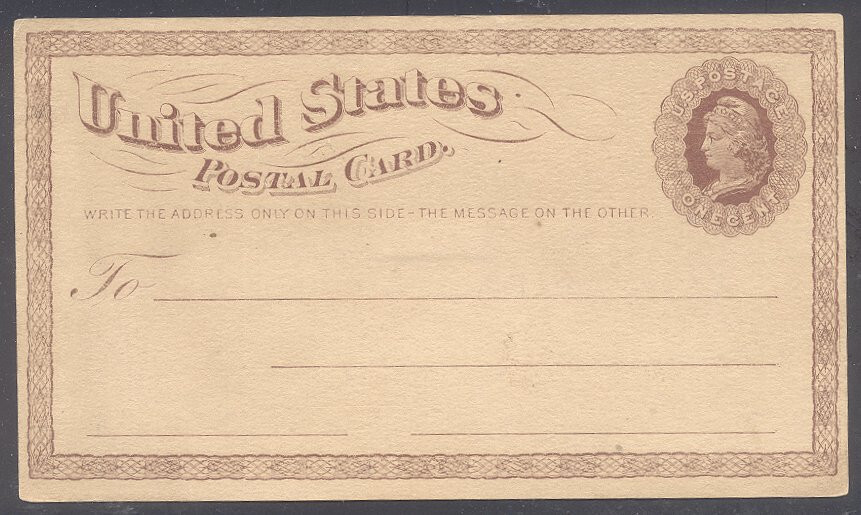 United States
POSTAL CARD.
U.S. POSTAGE
ONE CENT
WRITE THE ADDRESS ONLY ON THIS SIDE-THE MESSAGE ON THE OTHER.
To